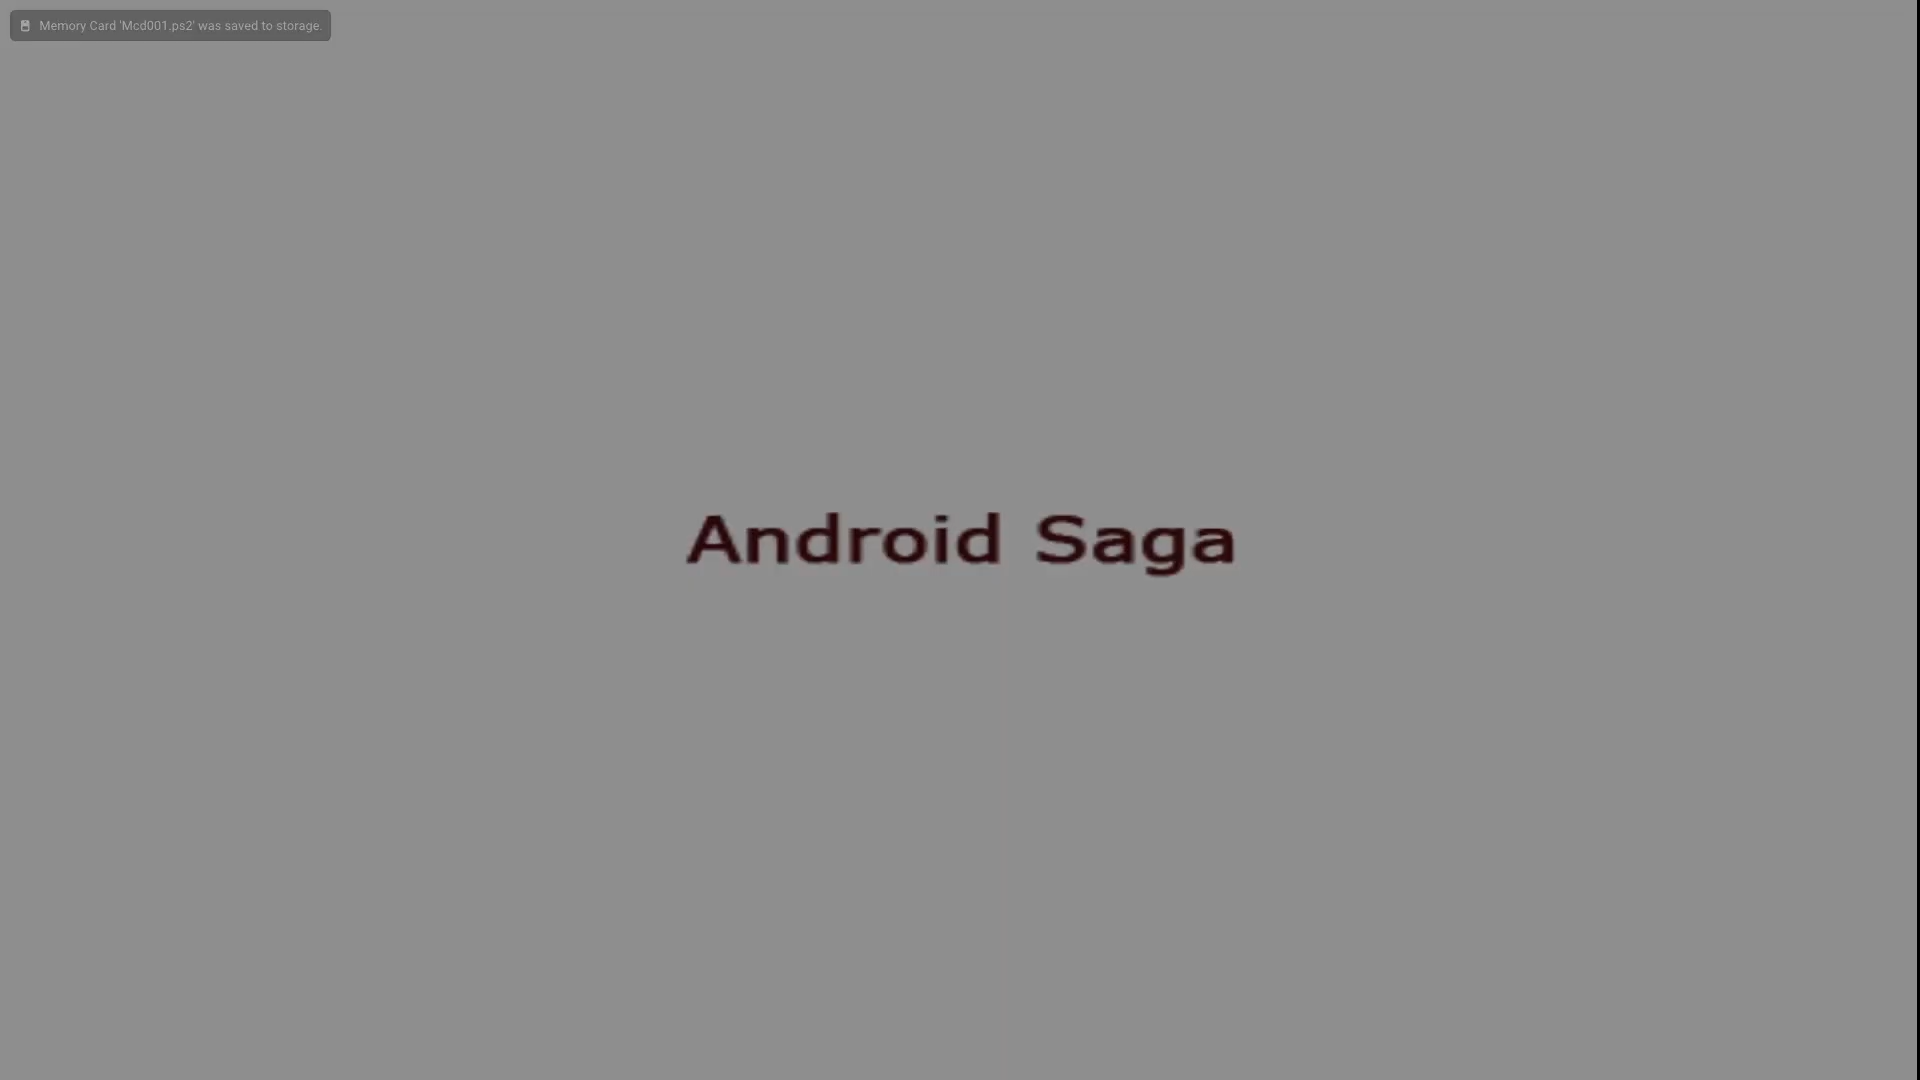 Memory Card 'Mcd001.ps2' was saved to storage.
Android Saga